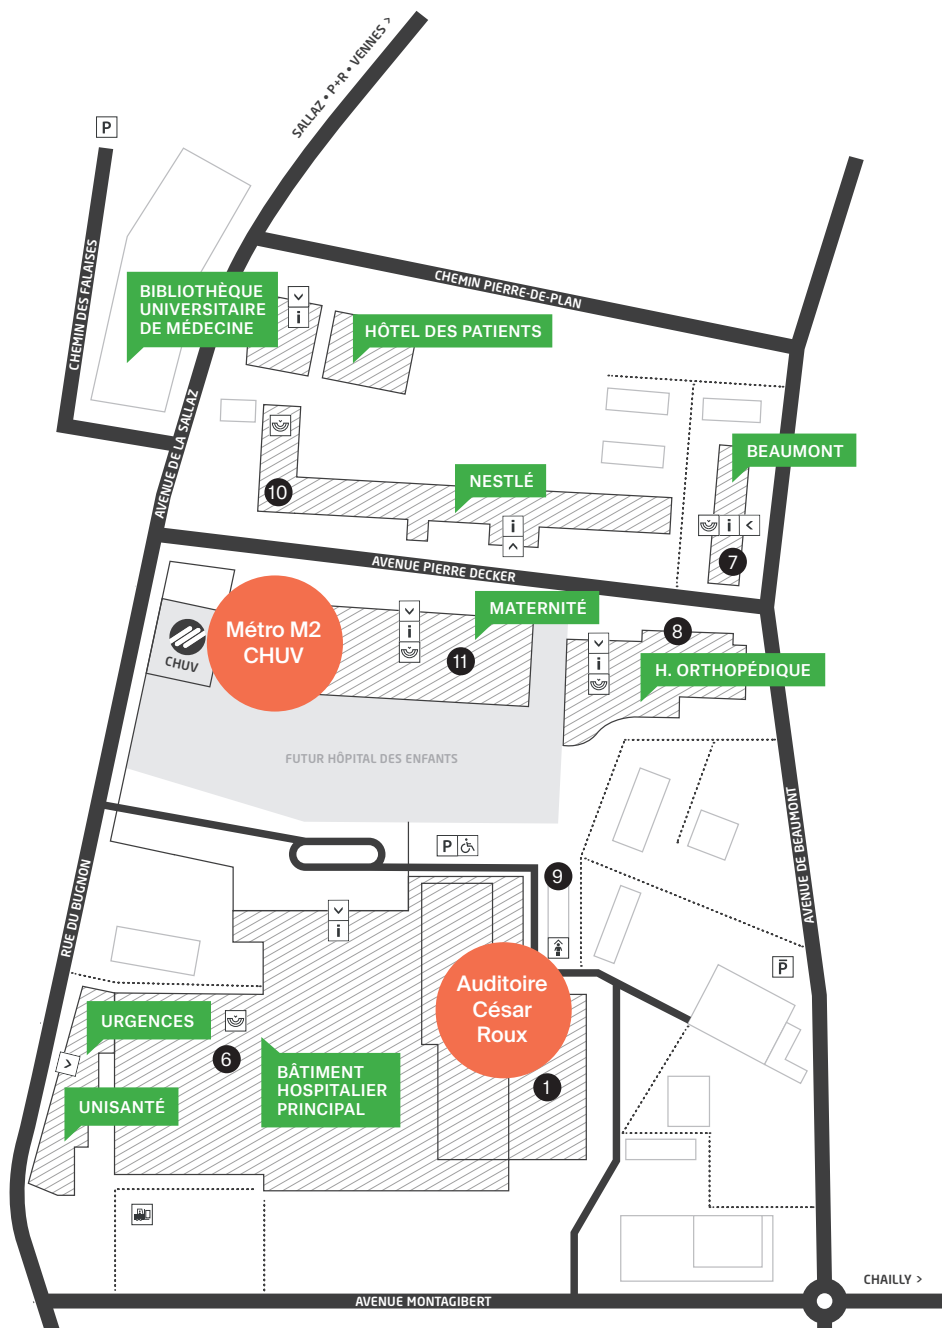 SALLAZ • P+R • VENNES >
P
CHEMIN DES FALAISES
CHEMIN PIERRE-DE-PLAN
BIBLIOTHÈQUE
UNIVERSITAIRE
DE MÉDECINE
i
HÔTEL DES PATIENTS
AVENUE DE LA SALLAZ
BEAUMONT
NESTLÉ
10
i
i
7
AVENUE PIERRE DECKER
MATERNITÉ
Métro M2
CHUV
CHUV
i
11
8
i
H. ORTHOPÉDIQUE
FUTUR HÔPITAL DES ENFANTS
AVENUE DE BEAUMONT
P
9
RUE DU BUGNON
i
P
Auditoire
César
Roux
URGENCES
6
BÂTIMENT
HOSPITALIER
PRINCIPAL
1
UNISANTÉ
CHAILLY >
AVENUE MONTAGIBERT